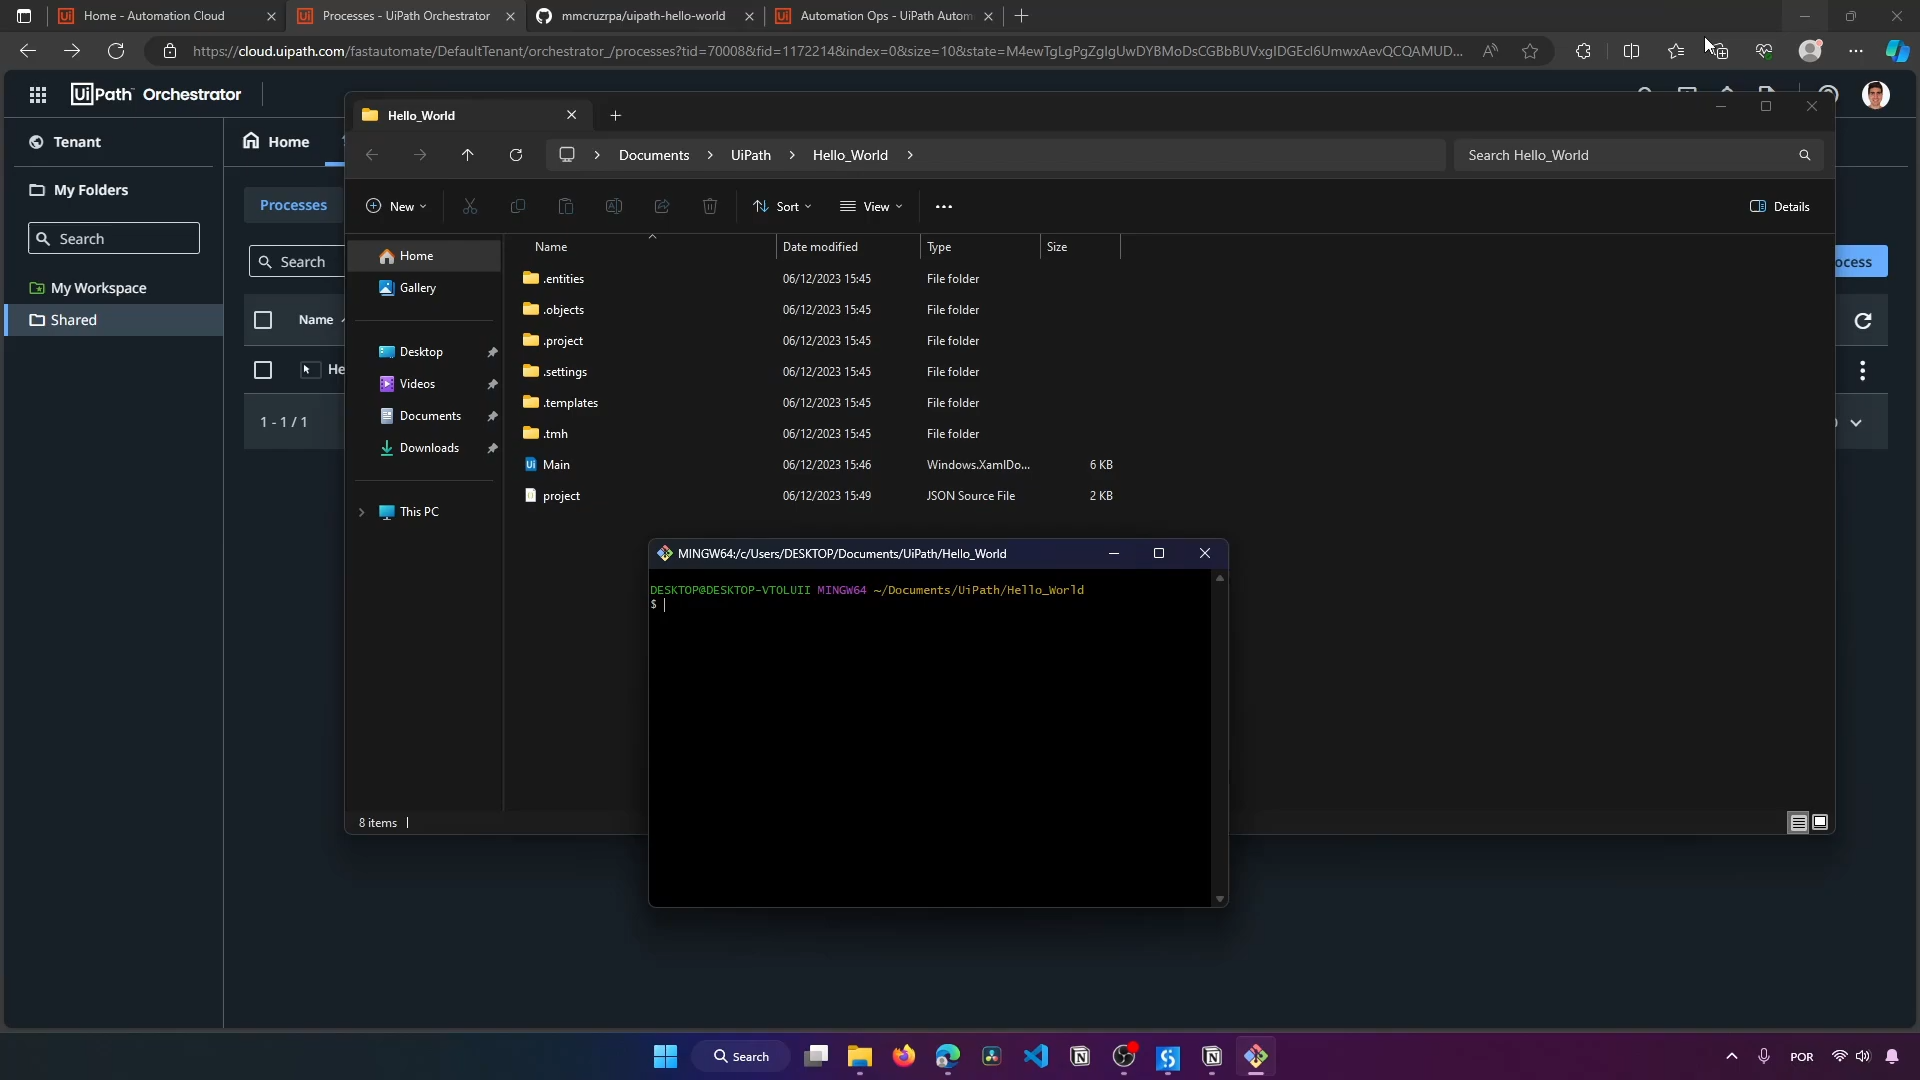 Home - Automation Cloud
Processes - UiPath Orchestrator
mmcruzrpa/uipath-hello-world
Automation Ops - UiPath Autom
https://cloud.uipath.com/fastautomate/DefaultTenant/orchestrator_/processes?tid=70008&fid=1172214&index=0&size=10&state=M4ewTgLgPgZgIgUwDYBMoDsCGBbBUVxgIDGEcl6UmwxAevQCQAMUD...
UiPath Orchestrator
Hello_World
Tenant
Home
Documents
UiPath
Hello_World
Search Hello_World
My Folders
Processes
New
Sort
View
Details
Search
Search
Name
Date modified
Type
Size
ocess
Home
.entities 06/12/2023 15:45 File folder
My Workspace
Gallery
.objects 06/12/2023 15:45 File folder
Shared
Name
.project 06/12/2023 15:45 File folder
Desktop
He
.settings 06/12/2023 15:45 File folder
Videos
.templates 06/12/2023 15:45 File folder
Documents
1 - 1 / 1
.tmh 06/12/2023 15:45 File folder
Downloads
Main 06/12/2023 15:46 Windows.XamlDo... 6 KB
project 06/12/2023 15:49 JSON Source File 2 KB
This PC
MINGW64:/c/Users/DESKTOP/Documents/UiPath/Hello_World
DESKTOP@DESKTOP-VTOLUII MINGW64 ~/Documents/UiPath/Hello_World
$
8 items
Search
POR